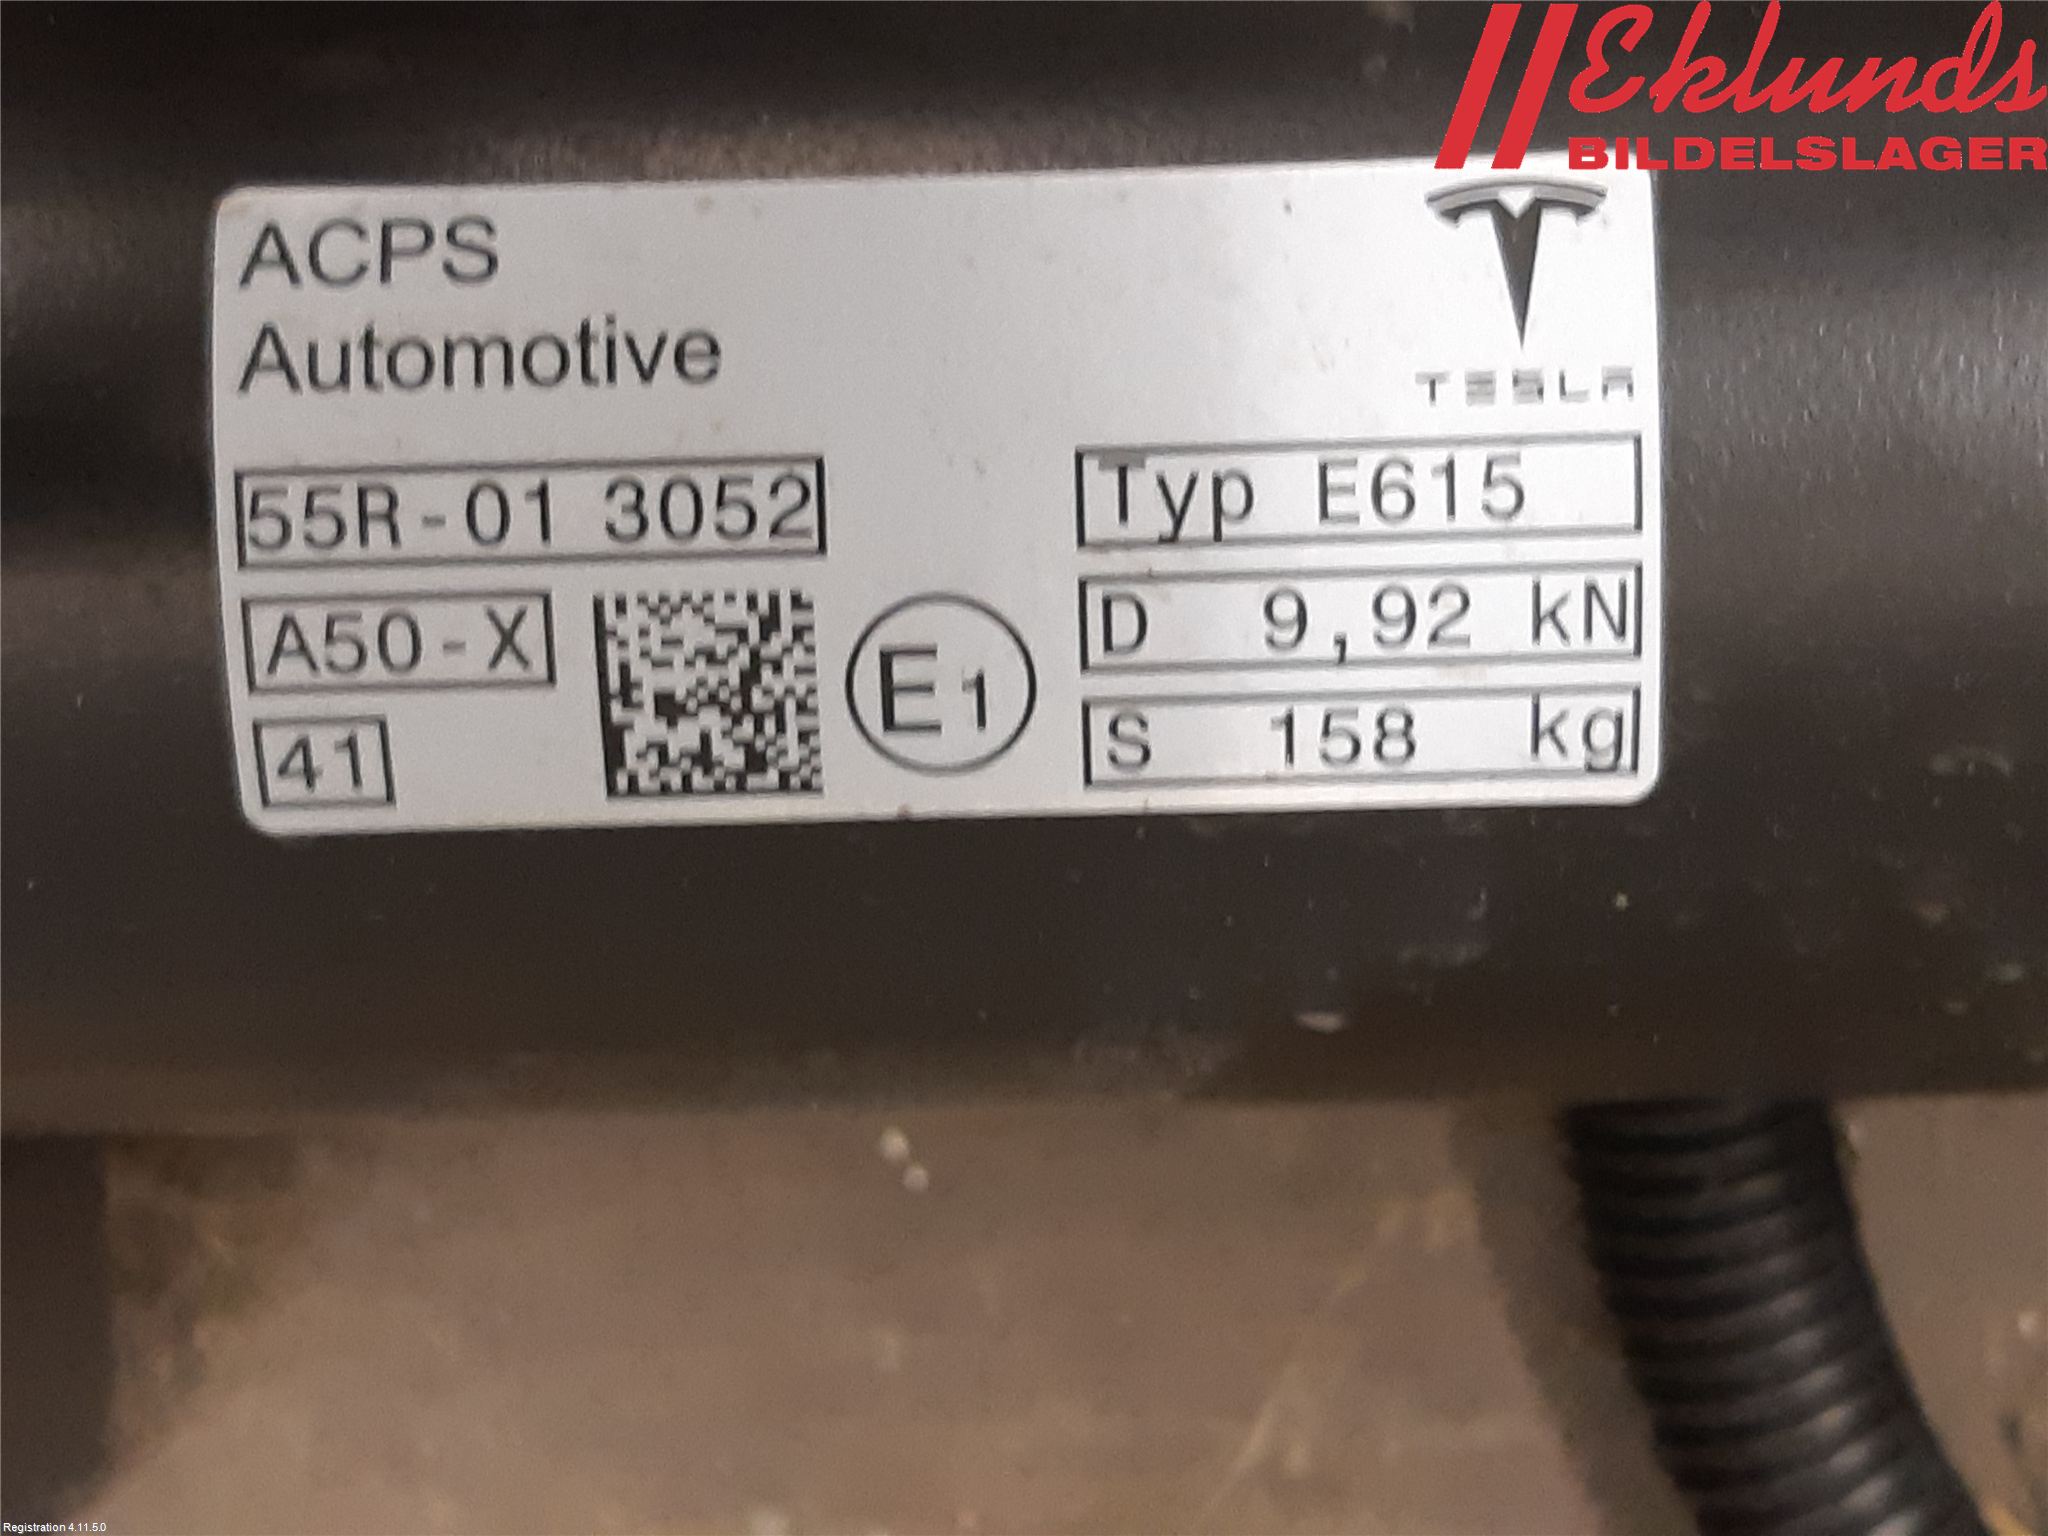 Eklunds
BILDELSLAGER
ACPS
Automotive
TESLA
55R-01 3052
Typ E615
A50-X
E1
D 9,92 kN
41
S 158 kg
Registration 4.11.5.0